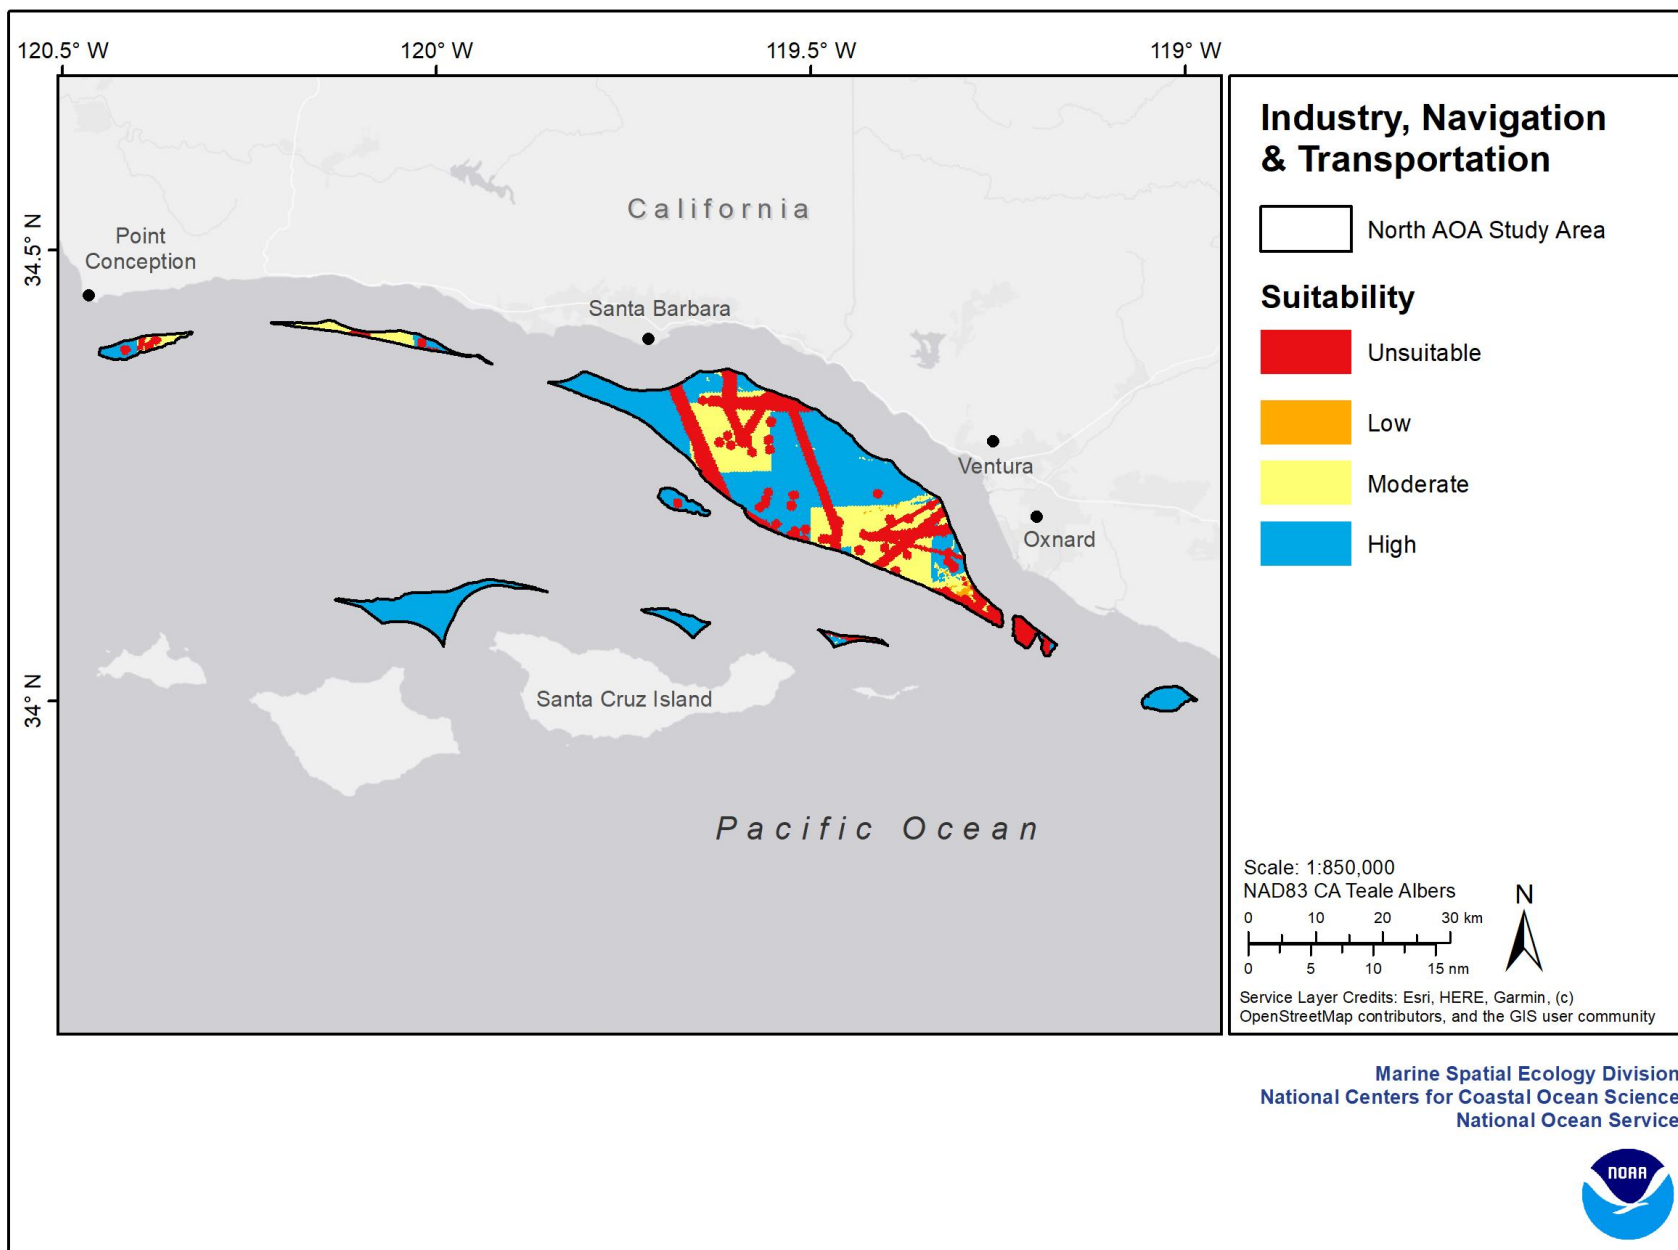 120.5° W
120° W
119.5° W
119° W
34.5° N
34° N
California
Point
Conception
Santa Barbara
Ventura
Oxnard
Santa Cruz Island
Pacific Ocean
Industry, Navigation
& Transportation
North AOA Study Area
Suitability
Unsuitable
Low
Moderate
High
Scale: 1:850,000
NAD83 CA Teale Albers
0 10 20 30 km
0 5 10 15 nm
N
Service Layer Credits: Esri, HERE, Garmin, (c)
OpenStreetMap contributors, and the GIS user community
Marine Spatial Ecology Division
National Centers for Coastal Ocean Science
National Ocean Service
NOAA